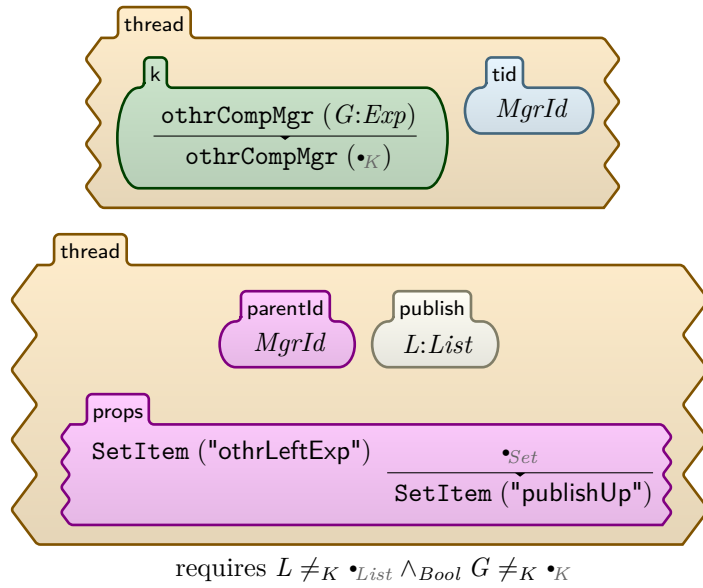 thread
k
tid
othrCompMgr (G:Exp)
MgrId
othrCompMgr (•K)
thread
parentId
publish
MgrId
L:List
props
SetItem ("othrLeftExp")
•Set
SetItem ("publishUp")
requires L ≠K •List ∧Bool G ≠K •K